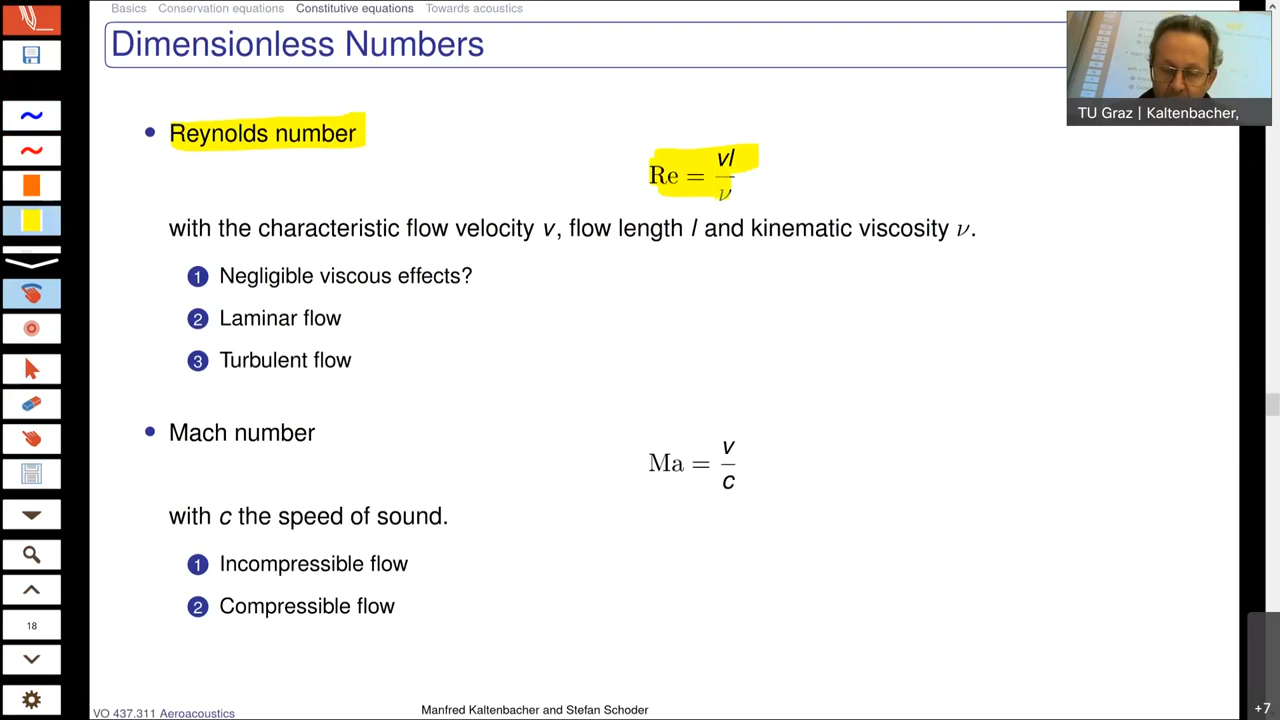 Basics Conservation equations Constitutive equations Towards acoustics
Dimensionless Numbers
TU Graz | Kaltenbacher,
• Reynolds number
Re = vl/ν
with the characteristic flow velocity v, flow length l and kinematic viscosity ν.
1 Negligible viscous effects?
2 Laminar flow
3 Turbulent flow
• Mach number
Ma = v/c
with c the speed of sound.
1 Incompressible flow
2 Compressible flow
18
VO 437.311 Aeroacoustics Manfred Kaltenbacher and Stefan Schoder
+7